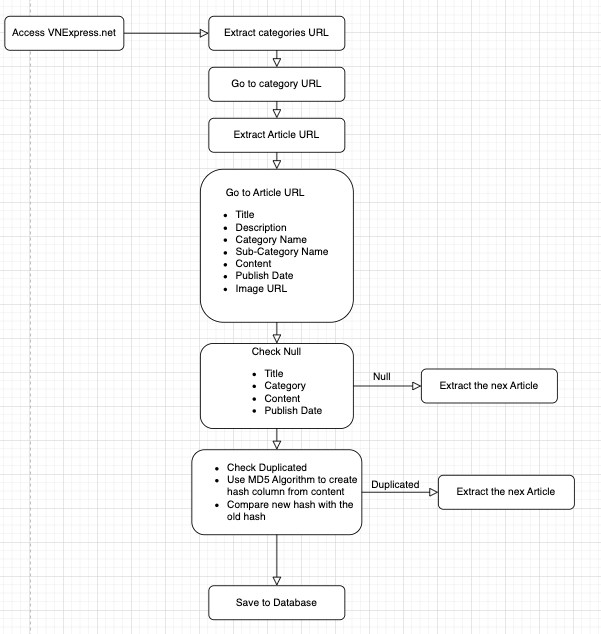 Access VNExpress.net
Extract categories URL
Go to category URL
Extract Article URL
Go to Article URL
• Title
• Description
• Category Name
• Sub-Category Name
• Content
• Publish Date
• Image URL
Check Null
• Title
• Category
• Content
• Publish Date
Null
Extract the nex Article
• Check Duplicated
• Use MD5 Algorithm to create
hash column from content
• Compare new hash with the
old hash
Duplicated
Extract the nex Article
Save to Database